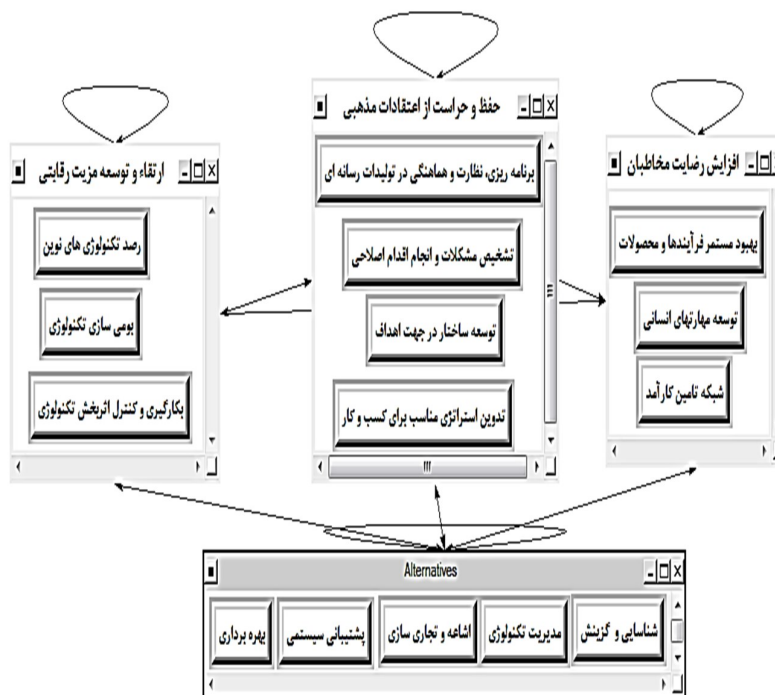 حفظ و حراست از اعتقادات مذهبی
برنامه ریزی، نظارت و هماهنگی در تولیدات رسانه ای
تشخیص مشکلات و انجام اقدام اصلاحی
توسعه ساختار در جهت اهداف
تدوین استراتژی مناسب برای کسب و کار
افزایش رضایت مخاطبان
بهبود مستمر فرآیندها و محصولات
توسعه مهارتهای انسانی
شبکه تامین کارآمد
ارتقاء و توسعه مزیت رقابتی
رصد تکنولوژی های نوین
بومی سازی تکنولوژی
بکارگیری و کنترل اثربخش تکنولوژی
Alternatives
شناسایی و گزینش
مدیریت تکنولوژی
اشاعه و تجاری سازی
پشتیبانی سیستمی
بهره برداری